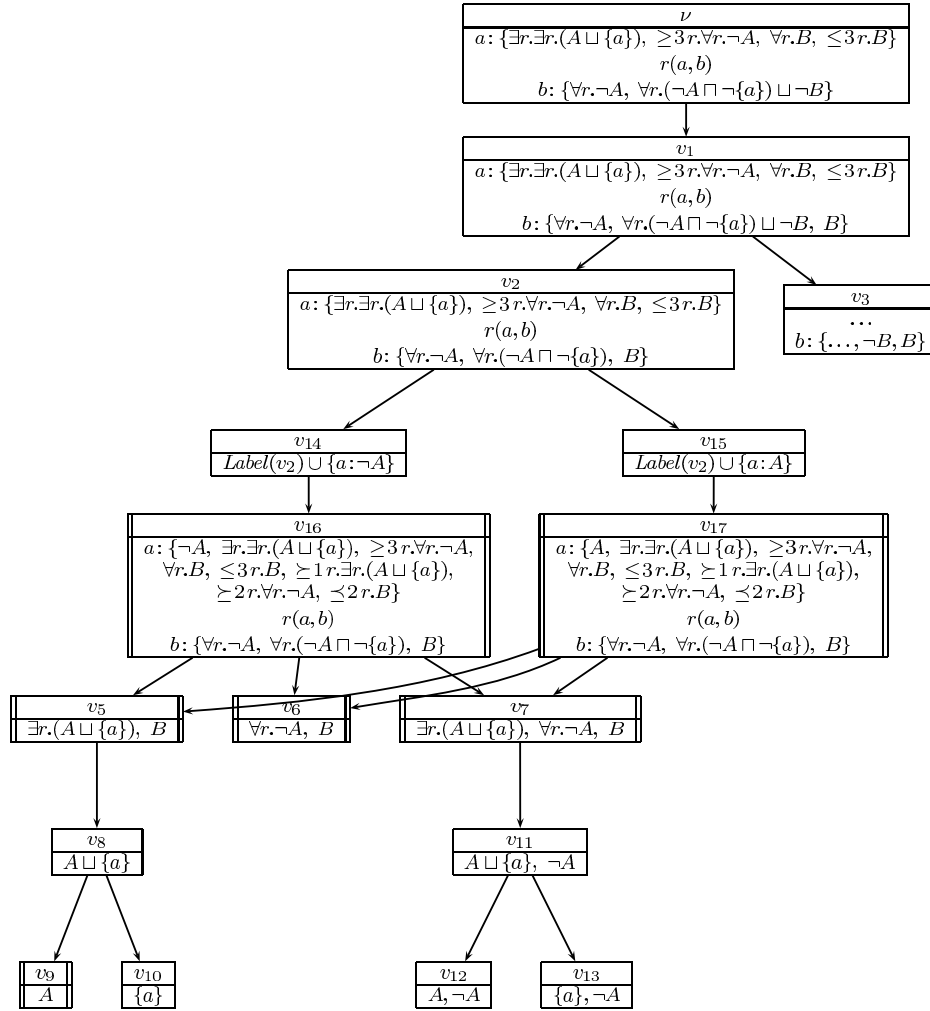 ν
a: {∃r.∃r.(A ⊔ {a}), ≥3 r.∀r.¬A, ∀r.B, ≤3 r.B}
r(a, b)
b: {∀r.¬A, ∀r.(¬A ⊓ ¬{a}) ⊔ ¬B}
v₁
a: {∃r.∃r.(A ⊔ {a}), ≥3 r.∀r.¬A, ∀r.B, ≤3 r.B}
r(a, b)
b: {∀r.¬A, ∀r.(¬A ⊓ ¬{a}) ⊔ ¬B, B}
v₂
a: {∃r.∃r.(A ⊔ {a}), ≥3 r.∀r.¬A, ∀r.B, ≤3 r.B}
r(a, b)
b: {∀r.¬A, ∀r.(¬A ⊓ ¬{a}), B}
v₃
...
b: {..., ¬B, B}
v₁₄
Label(v₂) ∪ {a: ¬A}
v₁₅
Label(v₂) ∪ {a: A}
v₁₆
a: {¬A, ∃r.∃r.(A ⊔ {a}), ≥3 r.∀r.¬A,
∀r.B, ≤3 r.B, ⪰1 r.∃r.(A ⊔ {a}),
⪰2 r.∀r.¬A, ⪯2 r.B}
r(a, b)
b: {∀r.¬A, ∀r.(¬A ⊓ ¬{a}), B}
v₁₇
a: {A, ∃r.∃r.(A ⊔ {a}), ≥3 r.∀r.¬A,
∀r.B, ≤3 r.B, ⪰1 r.∃r.(A ⊔ {a}),
⪰2 r.∀r.¬A, ⪯2 r.B}
r(a, b)
b: {∀r.¬A, ∀r.(¬A ⊓ ¬{a}), B}
v₅
∃r.(A ⊔ {a}), B
v₆
∀r.¬A, B
v₇
∃r.(A ⊔ {a}), ∀r.¬A, B
v₈
A ⊔ {a}
v₁₁
A ⊔ {a}, ¬A
v₉
A
v₁₀
{a}
v₁₂
A, ¬A
v₁₃
{a}, ¬A